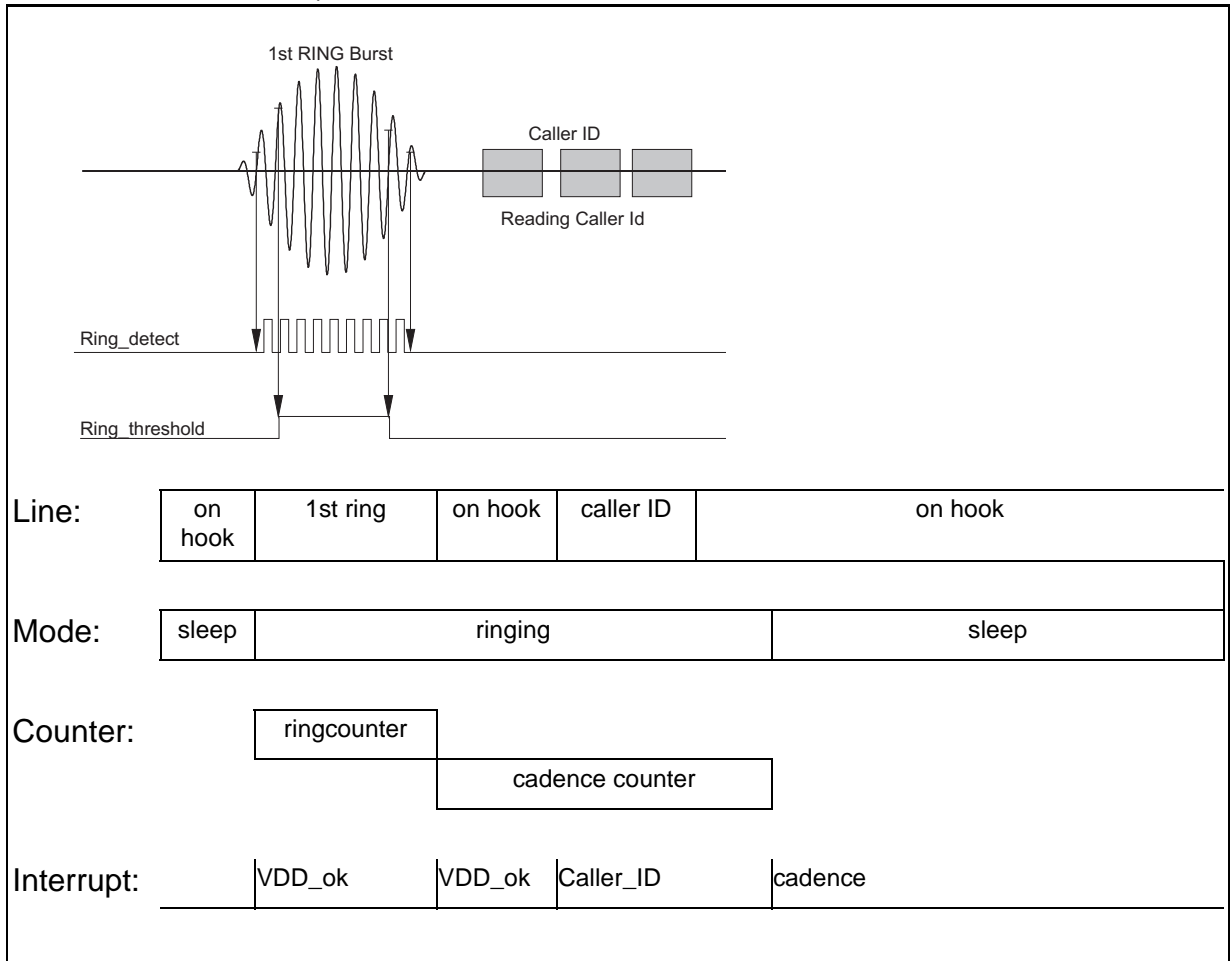 1st RING Burst
Caller ID
Reading Caller Id
Ring_detect
Ring_threshold
Line:
on
hook
1st ring
on hook
caller ID
on hook
Mode:
sleep
ringing
sleep
Counter:
ringcounter
cadence counter
Interrupt:
VDD_ok
VDD_ok
Caller_ID
cadence